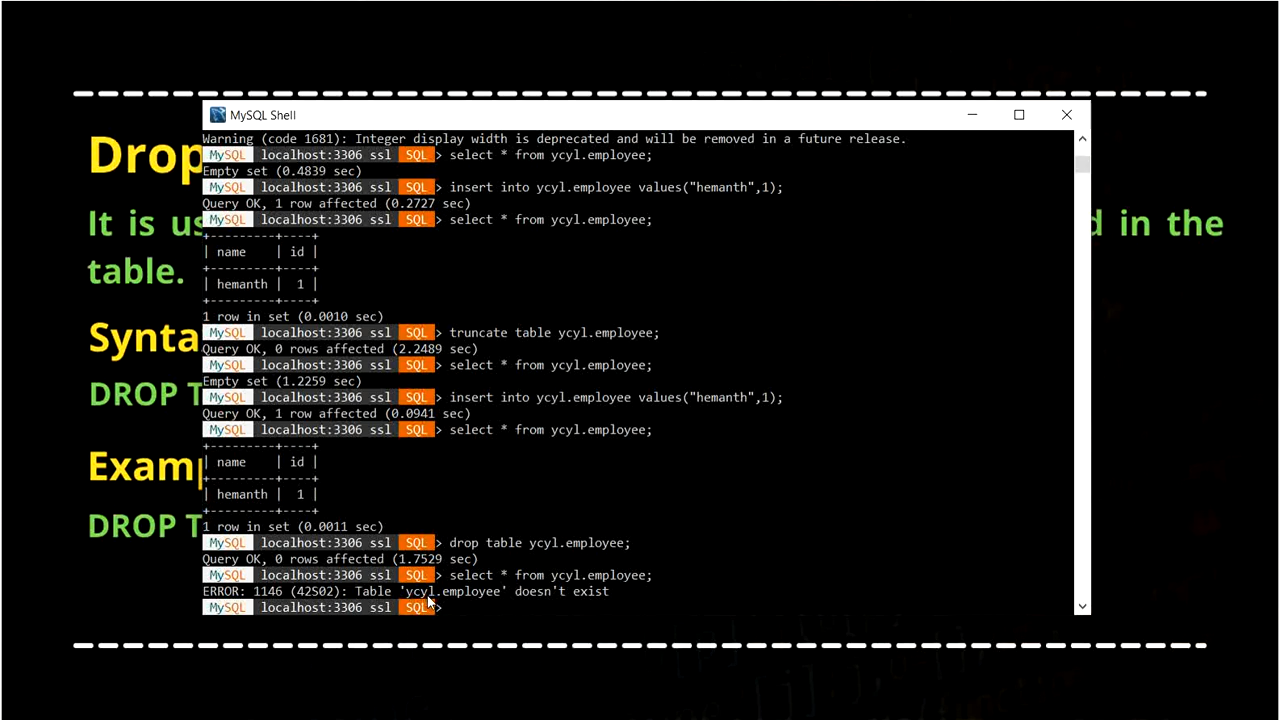 Drop
It is us
d in the
table.
Synta
DROP T
Exam
DROP T
MySQL Shell
Warning (code 1681): Integer display width is deprecated and will be removed in a future release.
MySQL localhost:3306 ssl SQL > select * from ycyl.employee;
Empty set (0.4839 sec)
MySQL localhost:3306 ssl SQL > insert into ycyl.employee values("hemanth",1);
Query OK, 1 row affected (0.2727 sec)
MySQL localhost:3306 ssl SQL > select * from ycyl.employee;
+---------+----+
| name    | id |
+---------+----+
| hemanth |  1 |
+---------+----+
1 row in set (0.0010 sec)
MySQL localhost:3306 ssl SQL > truncate table ycyl.employee;
Query OK, 0 rows affected (2.2489 sec)
MySQL localhost:3306 ssl SQL > select * from ycyl.employee;
Empty set (1.2259 sec)
MySQL localhost:3306 ssl SQL > insert into ycyl.employee values("hemanth",1);
Query OK, 1 row affected (0.0941 sec)
MySQL localhost:3306 ssl SQL > select * from ycyl.employee;
+---------+----+
| name    | id |
+---------+----+
| hemanth |  1 |
+---------+----+
1 row in set (0.0011 sec)
MySQL localhost:3306 ssl SQL > drop table ycyl.employee;
Query OK, 0 rows affected (1.7529 sec)
MySQL localhost:3306 ssl SQL > select * from ycyl.employee;
ERROR: 1146 (42S02): Table 'ycyl.employee' doesn't exist
MySQL localhost:3306 ssl SQL >